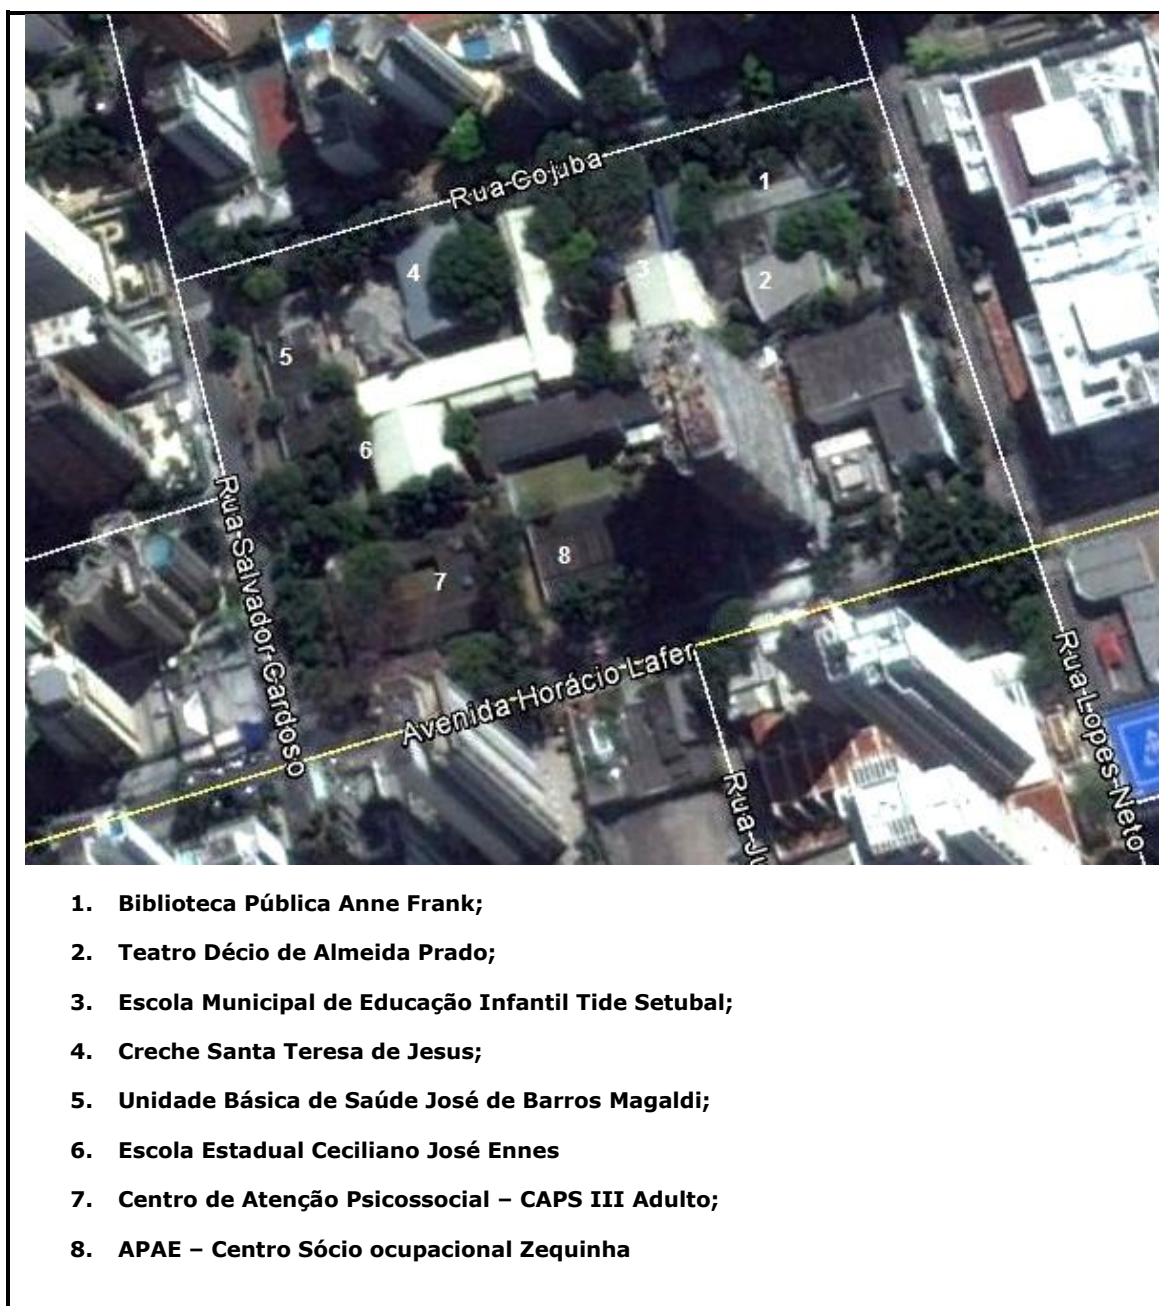 Rua Gojuba
1
2
3
4
5
6
7
8
Rua Salvador Cardoso
Avenida Horácio Lafer
Rua Lopes Neto
Rua Ju
1. Biblioteca Pública Anne Frank;
2. Teatro Décio de Almeida Prado;
3. Escola Municipal de Educação Infantil Tide Setubal;
4. Creche Santa Teresa de Jesus;
5. Unidade Básica de Saúde José de Barros Magaldi;
6. Escola Estadual Ceciliano José Ennes
7. Centro de Atenção Psicossocial – CAPS III Adulto;
8. APAE – Centro Sócio ocupacional Zequinha